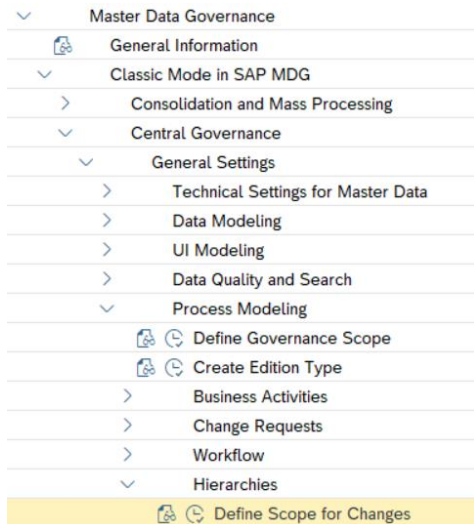 Master Data Governance
General Information
Classic Mode in SAP MDG
Consolidation and Mass Processing
Central Governance
General Settings
Technical Settings for Master Data
Data Modeling
UI Modeling
Data Quality and Search
Process Modeling
Define Governance Scope
Create Edition Type
Business Activities
Change Requests
Workflow
Hierarchies
Define Scope for Changes